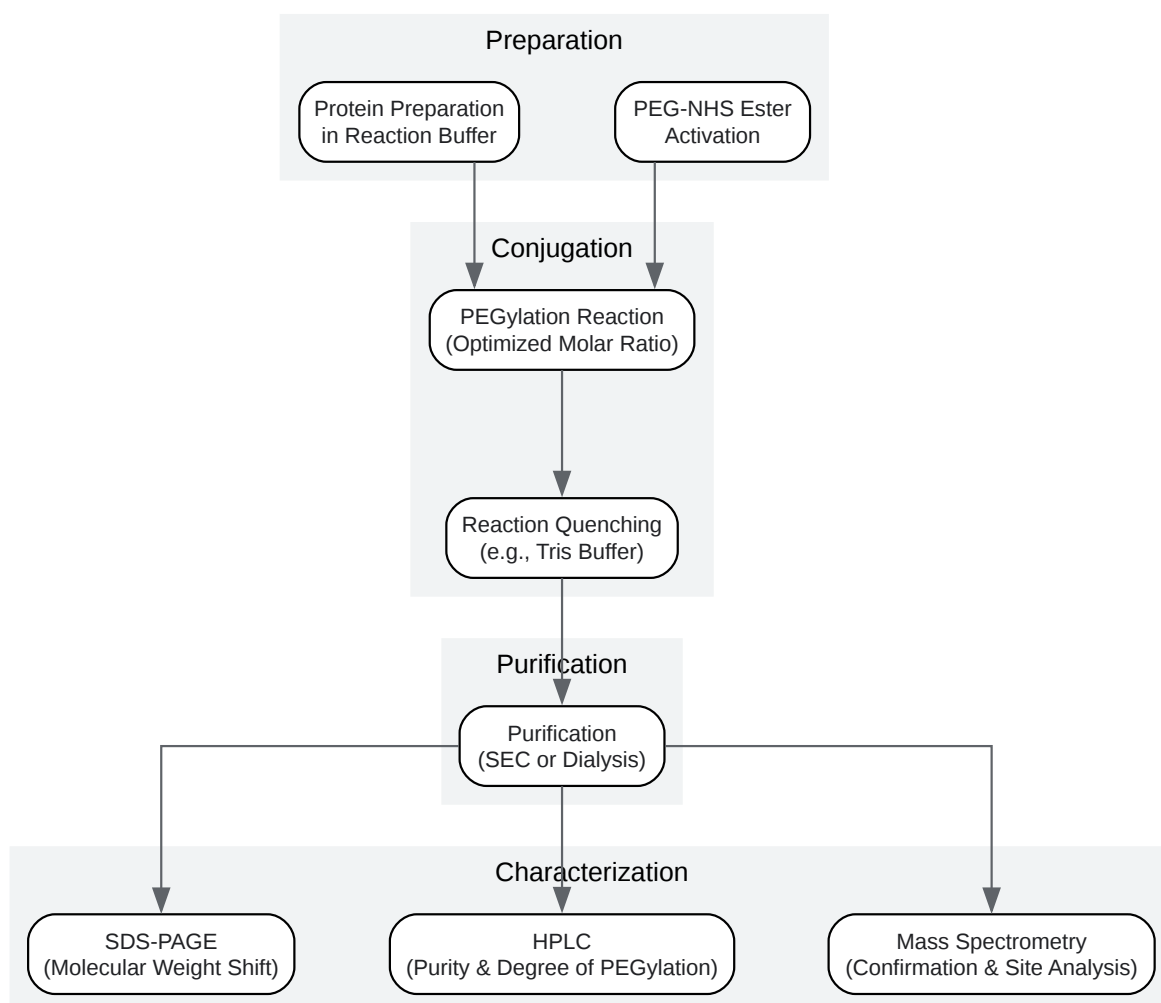 Preparation
Protein Preparation
in Reaction Buffer
PEG-NHS Ester
Activation
Conjugation
PEGylation Reaction
(Optimized Molar Ratio)
Reaction Quenching
(e.g., Tris Buffer)
Purification
Purification
(SEC or Dialysis)
Characterization
SDS-PAGE
(Molecular Weight Shift)
HPLC
(Purity & Degree of PEGylation)
Mass Spectrometry
(Confirmation & Site Analysis)